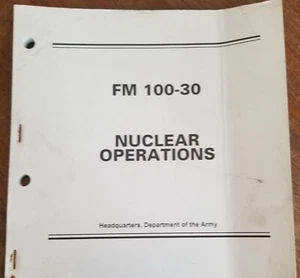 FM 100-30
NUCLEAR
OPERATIONS
Headquarters, Department of the Army